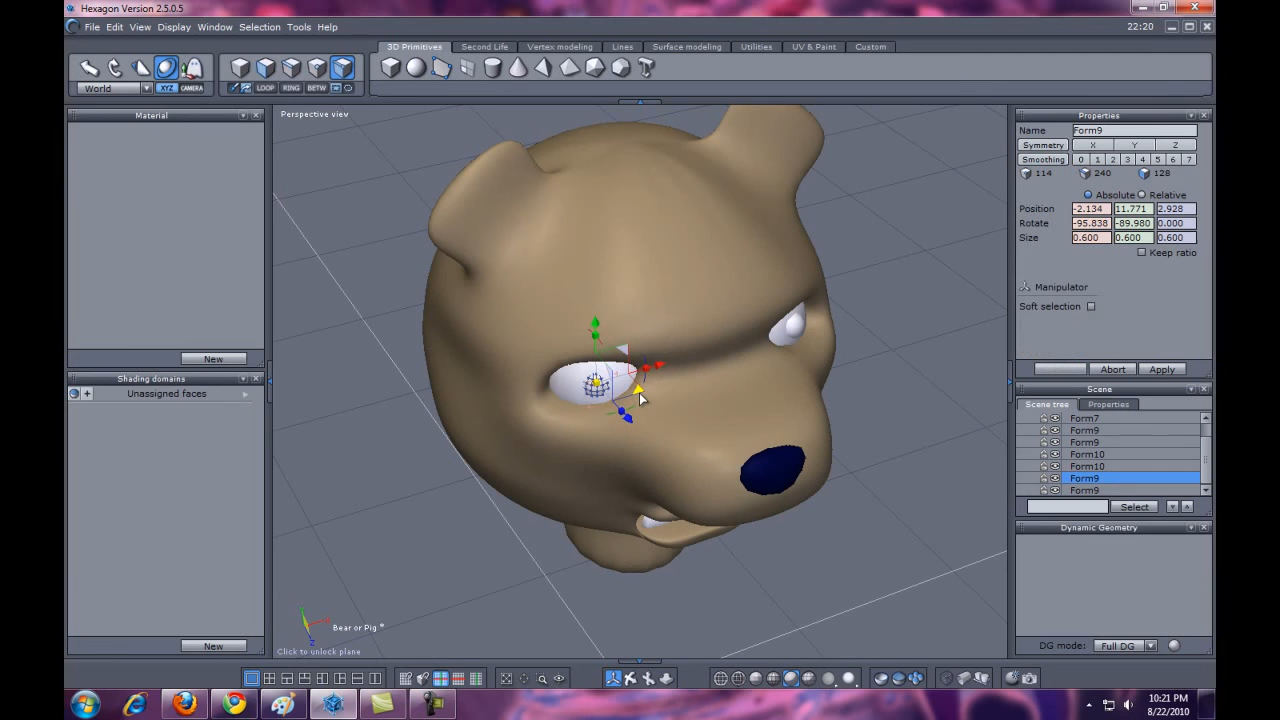 Hexagon Version 2.5.0.5
File Edit View Display Window Selection Tools Help
22:20
3D Primitives Second Life Vertex modeling Lines Surface modeling Utilities UV & Paint Custom
World XYZ CAMERA LOOP RING BETW
Material
New
Shading domains
Unassigned faces
New
Perspective view
Bear or Pig *
Click to unlock plane
Properties
Name Form9
Symmetry X Y Z
Smoothing 0 1 2 3 4 5 6 7
114 240 128
Absolute Relative
Position -2.134 11.771 2.928
Rotate -95.838 -89.980 0.000
Size 0.600 0.600 0.600
Keep ratio
Manipulator
Soft selection
Abort Apply
Scene
Scene tree Properties
Form7
Form9
Form9
Form10
Form10
Form9
Form9
Select
Dynamic Geometry
DG mode: Full DG
10:21 PM
8/22/2010